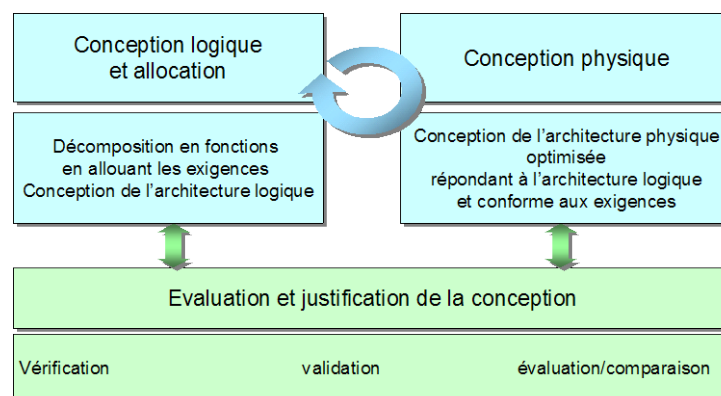 Conception logique
et allocation
Conception physique
Décomposition en fonctions
en allouant les exigences
Conception de l'architecture logique
Conception de l'architecture physique
optimisée
répondant à l'architecture logique
et conforme aux exigences
Evaluation et justification de la conception
Vérification validation évaluation/comparaison